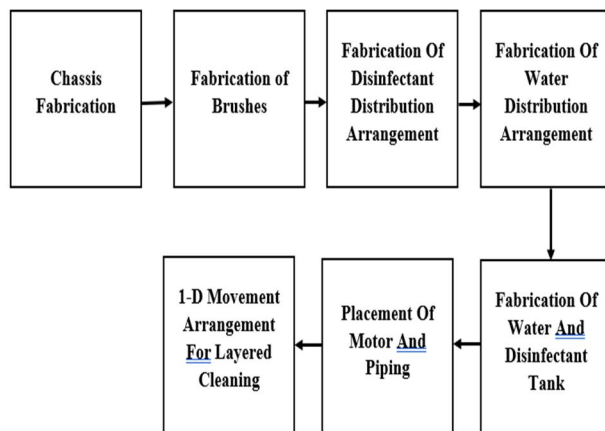 Chassis
Fabrication
Fabrication of
Brushes
Fabrication Of
Disinfectant
Distribution
Arrangement
Fabrication Of
Water
Distribution
Arrangement
Fabrication Of
Water And
Disinfectant
Tank
Placement Of
Motor And
Piping
1-D Movement
Arrangement
For Layered
Cleaning